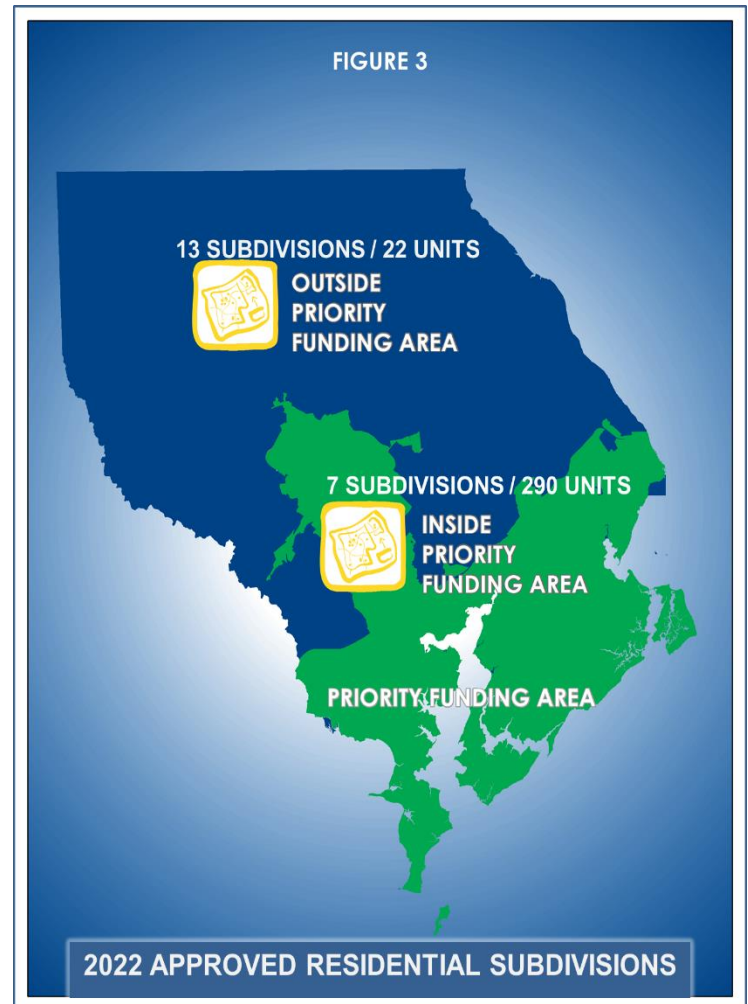 FIGURE 3
13 SUBDIVISIONS / 22 UNITS
OUTSIDE
PRIORITY
FUNDING AREA
7 SUBDIVISIONS / 290 UNITS
INSIDE
PRIORITY
FUNDING AREA
PRIORITY FUNDING AREA
2022 APPROVED RESIDENTIAL SUBDIVISIONS